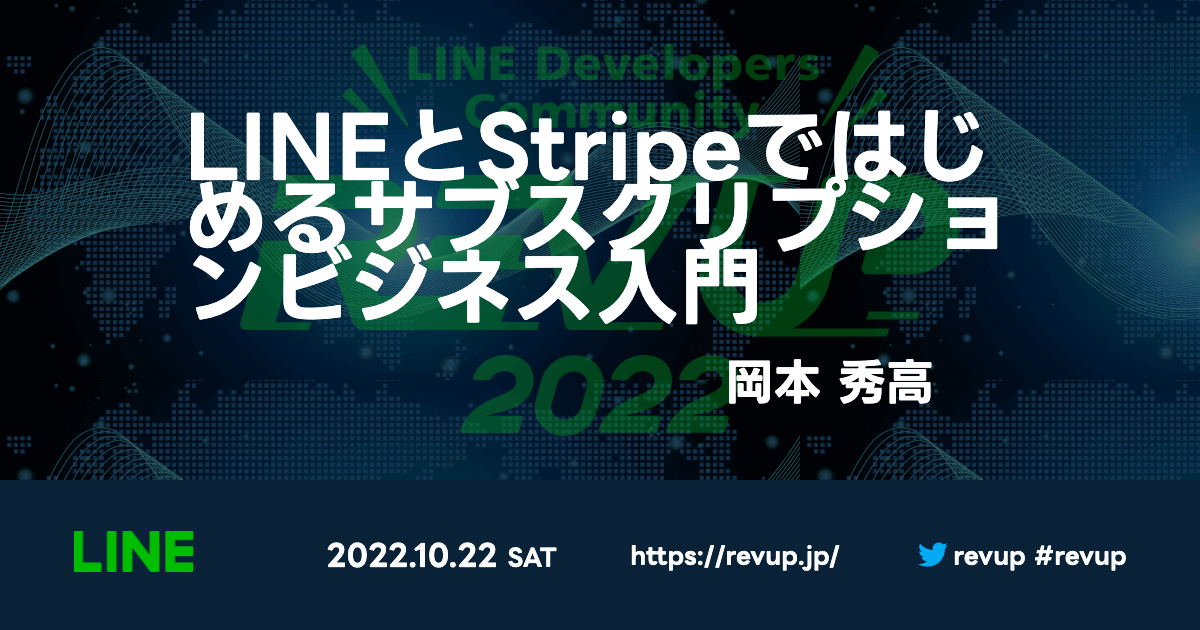 LINE Developers
Community
REVUP
2022
LINEとStripeではじ
めるサブスクリプショ
ンビジネス入門
岡本 秀高
LINE
2022.10.22 SAT
https://revup.jp/
revup #revup